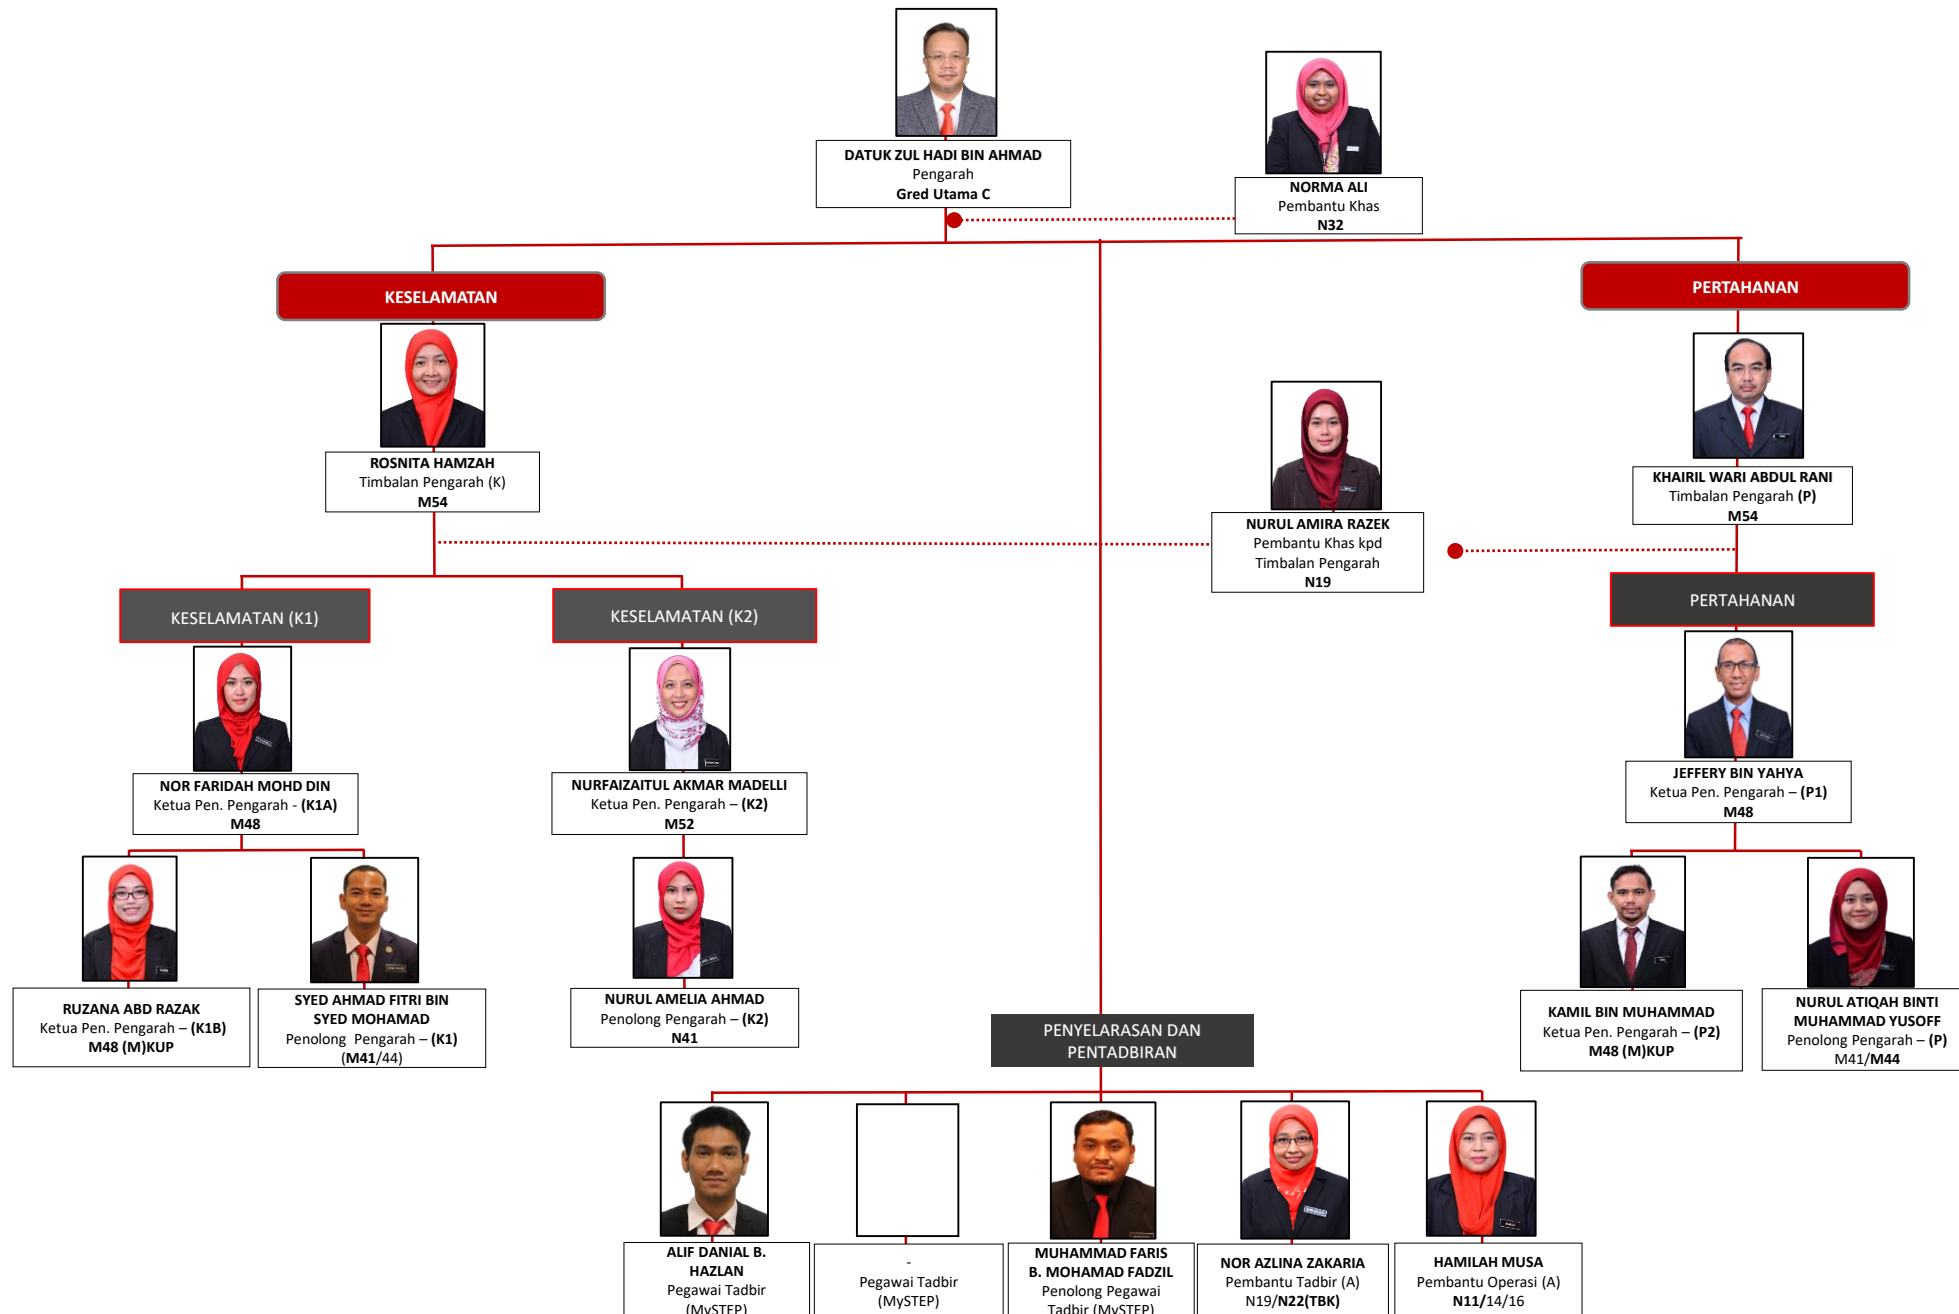 DATUK ZUL HADI BIN AHMAD
Pengarah
Gred Utama C
NORMA ALI
Pembantu Khas
N32
KESELAMATAN
PERTAHANAN
ROSNITA HAMZAH
Timbalan Pengarah (K)
M54
NURUL AMIRA RAZEK
Pembantu Khas kpd
Timbalan Pengarah
N19
KHAIRIL WARI ABDUL RANI
Timbalan Pengarah (P)
M54
KESELAMATAN (K1)
KESELAMATAN (K2)
PERTAHANAN
NOR FARIDAH MOHD DIN
Ketua Pen. Pengarah - (K1A)
M48
NURFAIZAITUL AKMAR MADELLI
Ketua Pen. Pengarah – (K2)
M52
JEFFERY BIN YAHYA
Ketua Pen. Pengarah – (P1)
M48
RUZANA ABD RAZAK
Ketua Pen. Pengarah – (K1B)
M48 (M)KUP
SYED AHMAD FITRI BIN
SYED MOHAMAD
Penolong Pengarah – (K1)
(M41/44)
NURUL AMELIA AHMAD
Penolong Pengarah – (K2)
N41
KAMIL BIN MUHAMMAD
Ketua Pen. Pengarah – (P2)
M48 (M)KUP
NURUL ATIQAH BINTI
MUHAMMAD YUSOFF
Penolong Pengarah – (P)
M41/M44
PENYELARASAN DAN
PENTADBIRAN
ALIF DANIAL B.
HAZLAN
Pegawai Tadbir
(MySTEP)
-
Pegawai Tadbir
(MySTEP)
MUHAMMAD FARIS
B. MOHAMAD FADZIL
Penolong Pegawai
Tadbir (MySTEP)
NOR AZLINA ZAKARIA
Pembantu Tadbir (A)
N19/N22(TBK)
HAMILAH MUSA
Pembantu Operasi (A)
N11/14/16